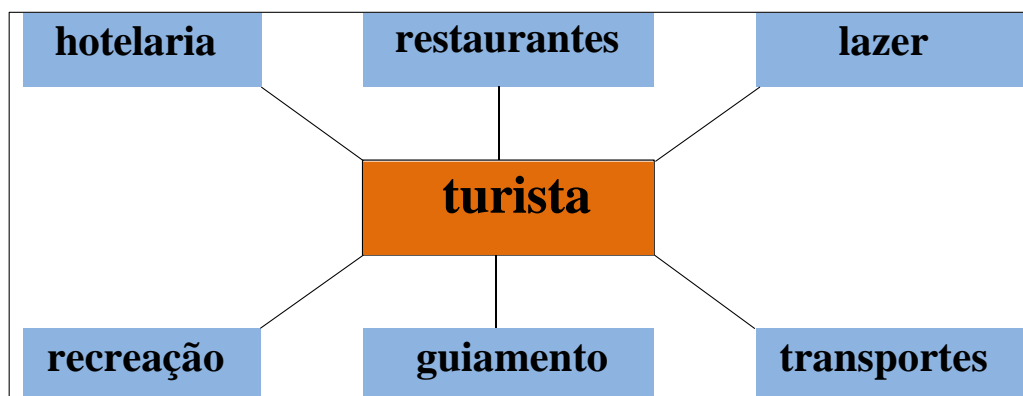 hotelaria
restaurantes
lazer
turista
recreação
guiamento
transportes